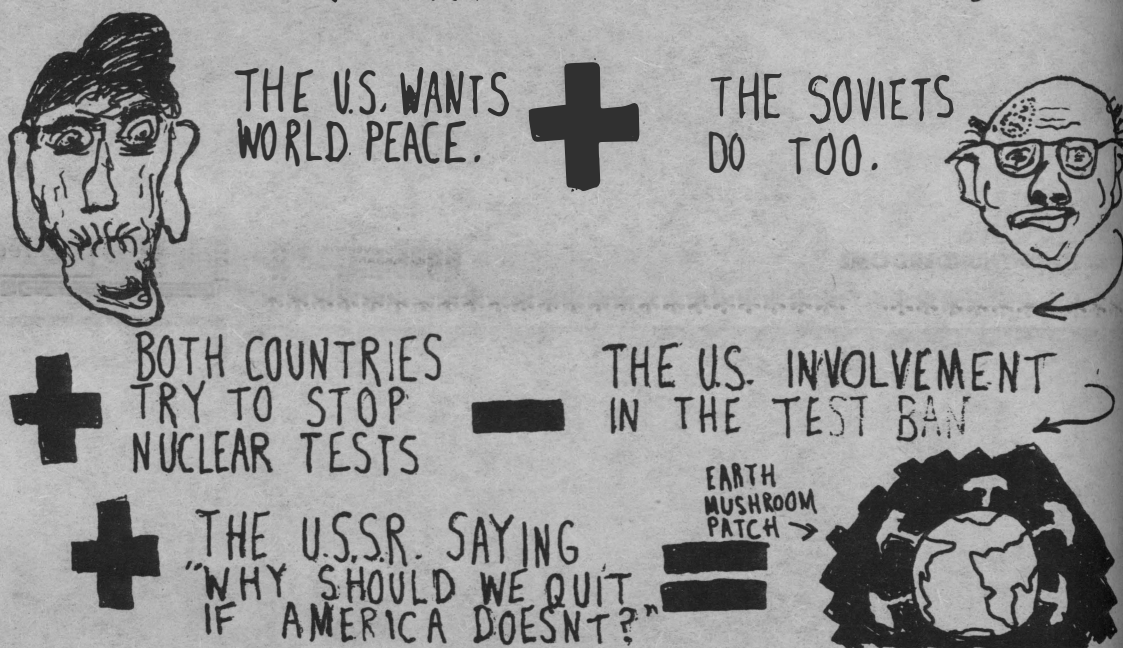 THE U.S. WANTS
WORLD PEACE.
THE SOVIETS
DO TOO.
BOTH COUNTRIES
TRY TO STOP
NUCLEAR TESTS
THE U.S. INVOLVEMENT
IN THE TEST BAN
THE U.S.S.R. SAYING
"WHY SHOULD WE QUIT
IF AMERICA DOESNT?"
EARTH
MUSHROOM
PATCH